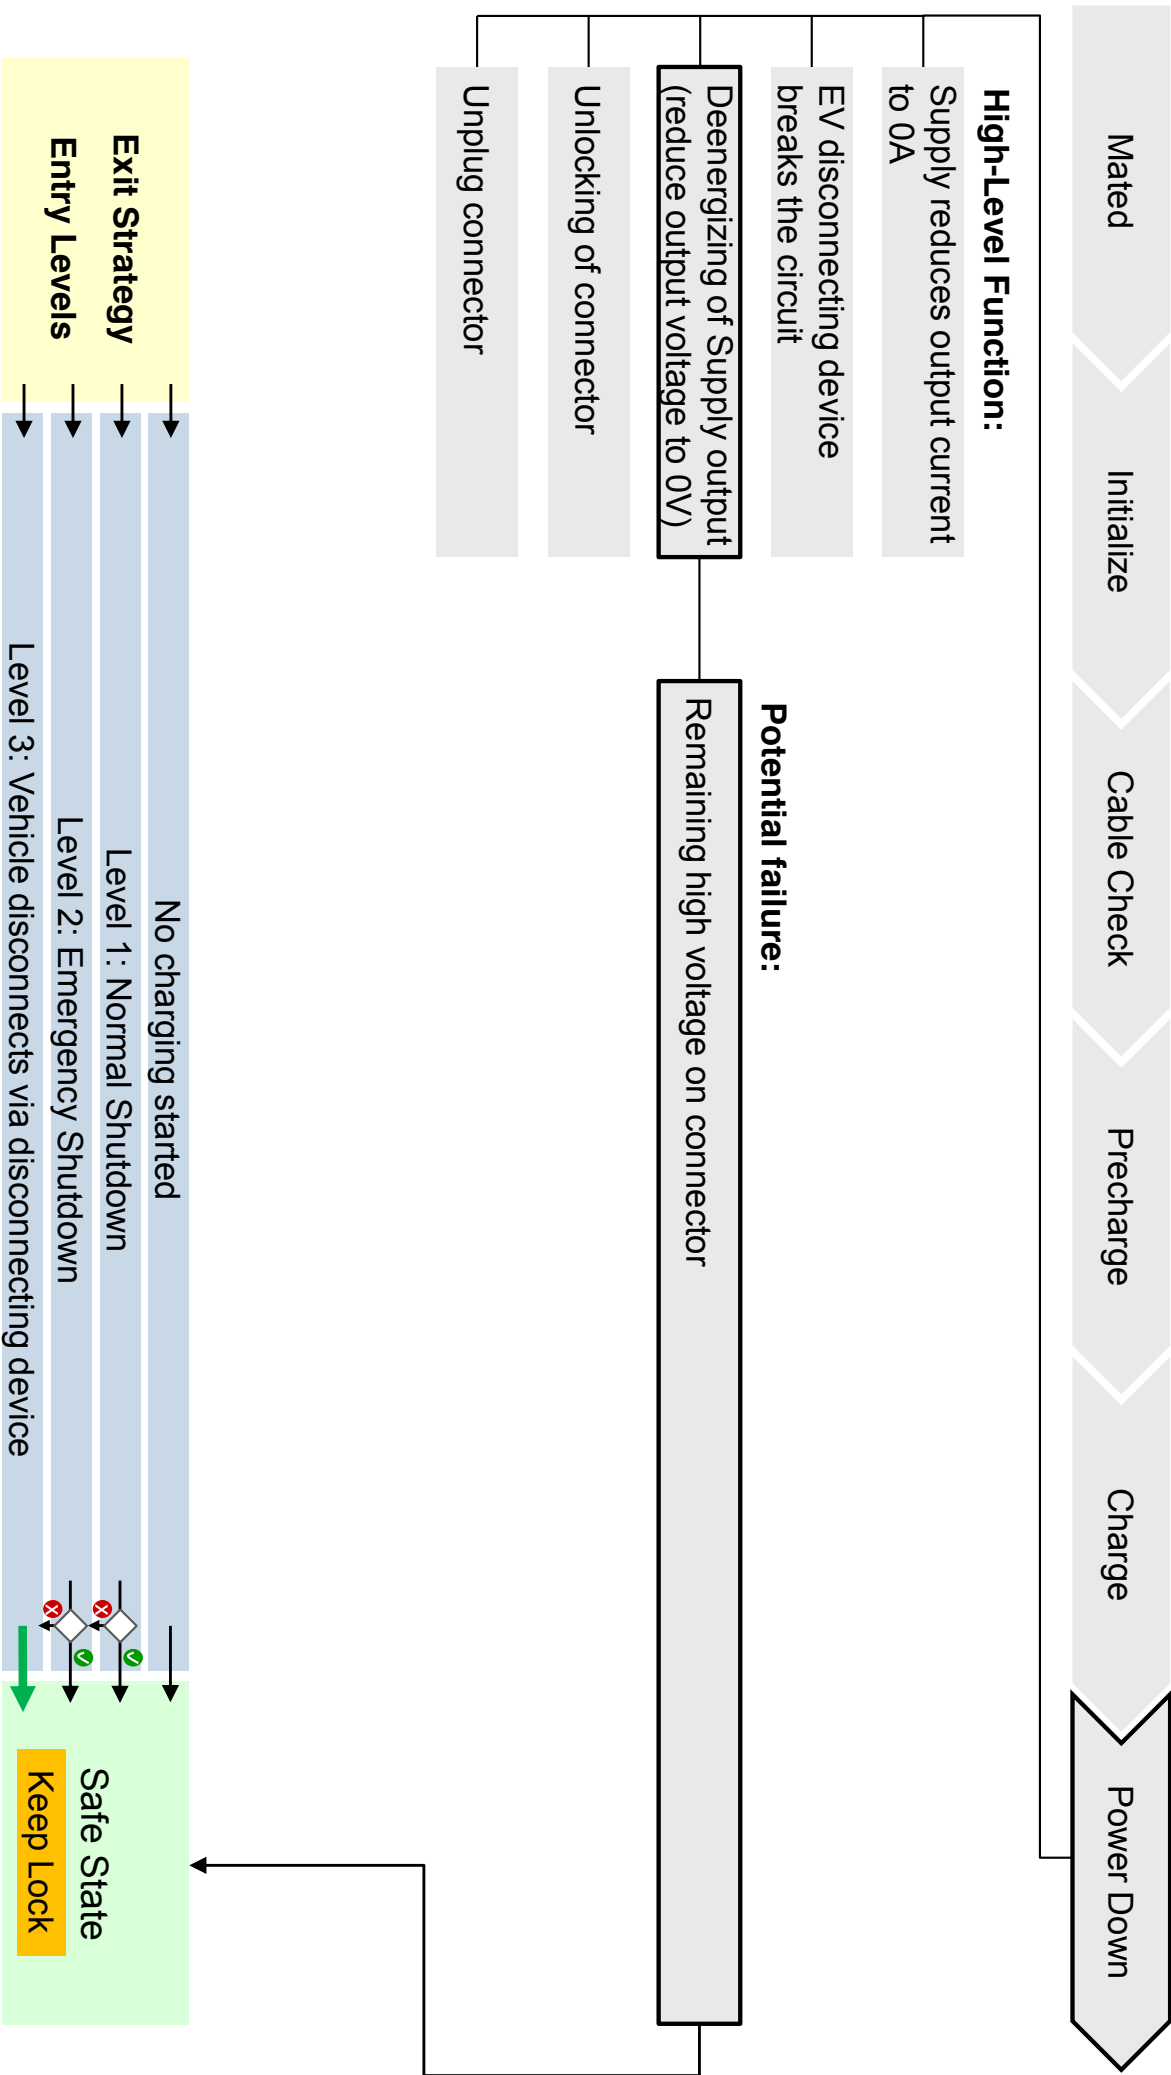 Mated
Initialize
Cable Check
Precharge
Charge
Power Down
High-Level Function:
Supply reduces output current
to 0A
EV disconnecting device
breaks the circuit
Deenergizing of Supply output
(reduce output voltage to 0V)
Unlocking of connector
Unplug connector
Potential failure:
Remaining high voltage on connector
Exit Strategy
Entry Levels
No charging started
Level 1: Normal Shutdown
Level 2: Emergency Shutdown
Level 3: Vehicle disconnects via disconnecting device
Safe State
Keep Lock